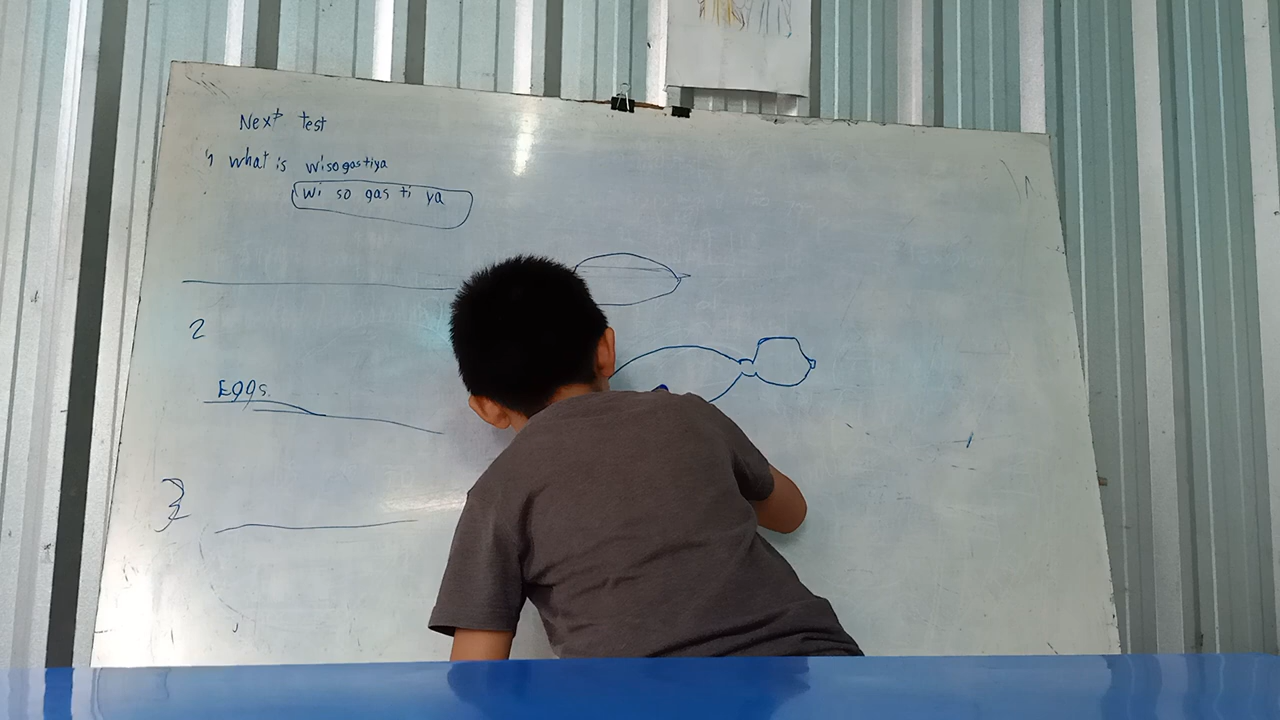 Next test
1 what is wisogastiya
wi so gas ti ya
2
Eggs.
3